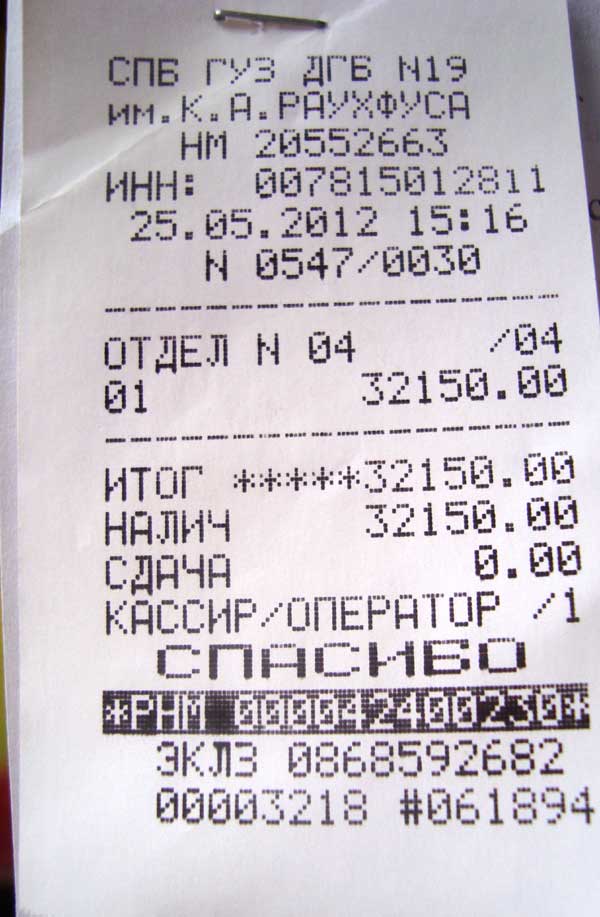 СПБ ГУЗ ДГБ N19
им.К.А.РАУХФУСА
НМ 20552663
ИНН: 007815012811
25.05.2012 15:16
N 0547/0030
ОТДЕЛ N 04 /04
01 32150.00
ИТОГ *****32150.00
НАЛИЧ 32150.00
СДАЧА 0.00
КАССИР/ОПЕРАТОР /1
СПАСИБО
*РНМ 000042400230*
ЭКЛЗ 0868592682
00003218 #061894